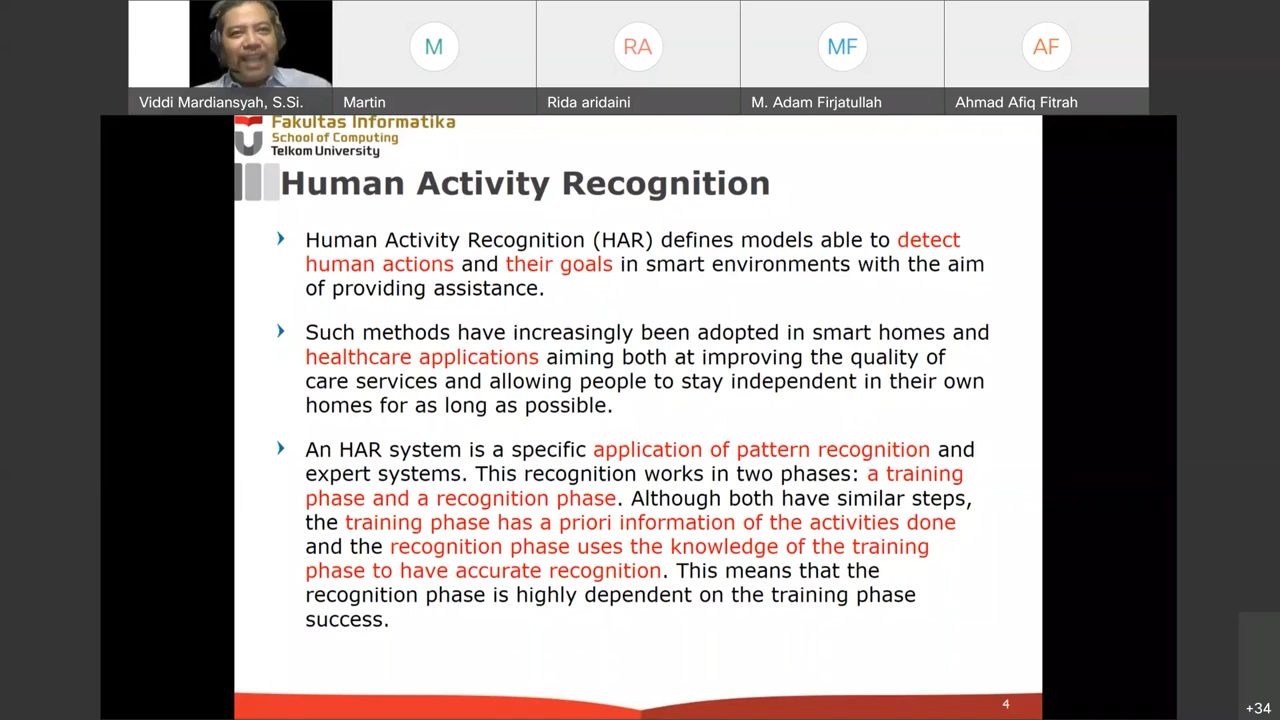 M
RA
MF
AF
Viddi Mardiansyah, S.Si.
Martin
Rida aridaini
M. Adam Firjatullah
Ahmad Afiq Fitrah
Fakultas Informatika
School of Computing
Telkom University
Human Activity Recognition
Human Activity Recognition (HAR) defines models able to detect
human actions and their goals in smart environments with the aim
of providing assistance.
Such methods have increasingly been adopted in smart homes and
healthcare applications aiming both at improving the quality of
care services and allowing people to stay independent in their own
homes for as long as possible.
An HAR system is a specific application of pattern recognition and
expert systems. This recognition works in two phases: a training
phase and a recognition phase. Although both have similar steps,
the training phase has a priori information of the activities done
and the recognition phase uses the knowledge of the training
phase to have accurate recognition. This means that the
recognition phase is highly dependent on the training phase
success.
4
+34